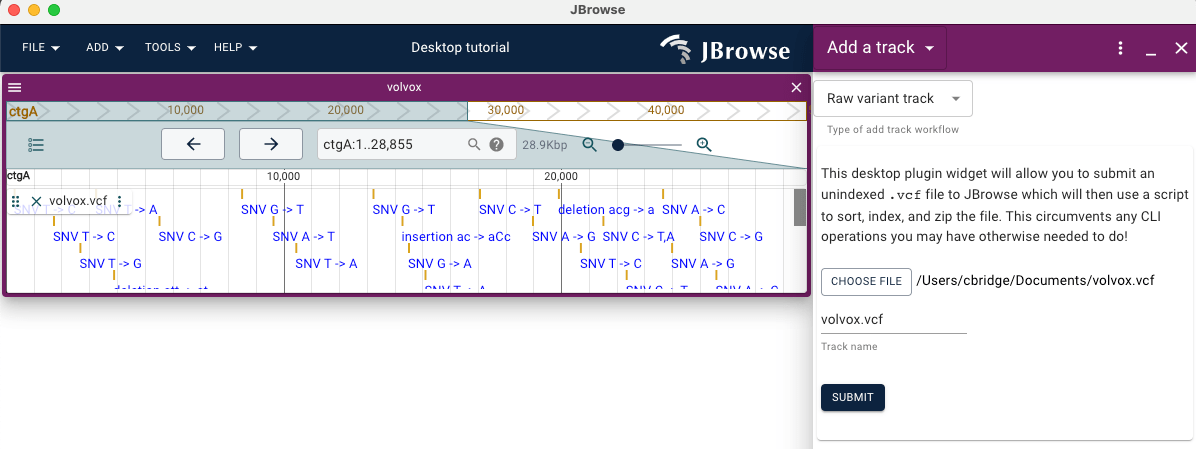 JBrowse
FILE ADD TOOLS HELP Desktop tutorial JBrowse
volvox
ctgA 10,000 20,000 30,000 40,000
ctgA:1..28,855 28.9Kbp
ctgA 10,000 20,000
volvox.vcf
SNV T -> C SNV T -> A SNV G -> T SNV G -> T SNV C -> T deletion acg -> a SNV A -> C
SNV T -> C SNV C -> G SNV A -> T insertion ac -> aCc SNV A -> G SNV C -> T,A SNV C -> G
SNV T -> G SNV T -> A SNV G -> A SNV T -> C SNV A -> G
Add a track
Raw variant track
Type of add track workflow
This desktop plugin widget will allow you to submit an
unindexed .vcf file to JBrowse which will then use a script
to sort, index, and zip the file. This circumvents any CLI
operations you may have otherwise needed to do!
CHOOSE FILE /Users/cbridge/Documents/volvox.vcf
volvox.vcf
Track name
SUBMIT